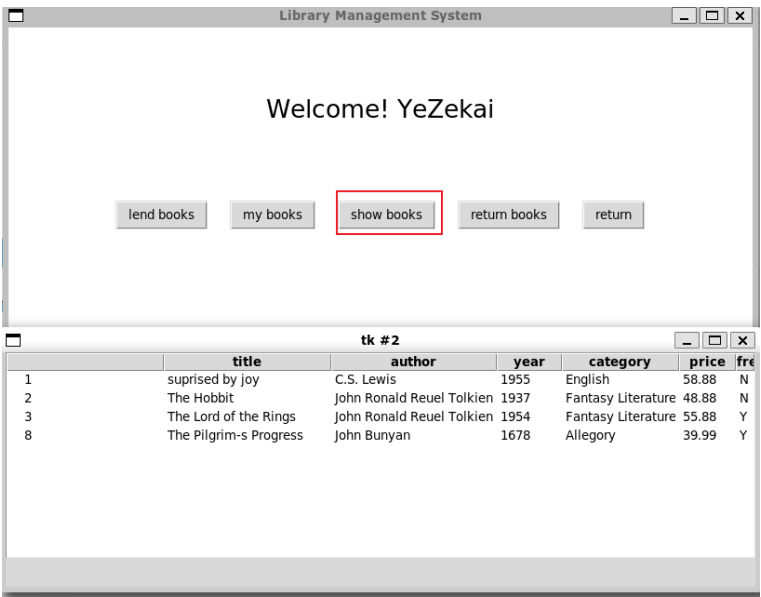 Library Management System
Welcome! YeZekai
lend books my books show books return books return
tk #2
title author year category price fre
1 suprised by joy C.S. Lewis 1955 English 58.88 N
2 The Hobbit John Ronald Reuel Tolkien 1937 Fantasy Literature 48.88 N
3 The Lord of the Rings John Ronald Reuel Tolkien 1954 Fantasy Literature 55.88 Y
8 The Pilgrim-s Progress John Bunyan 1678 Allegory 39.99 Y